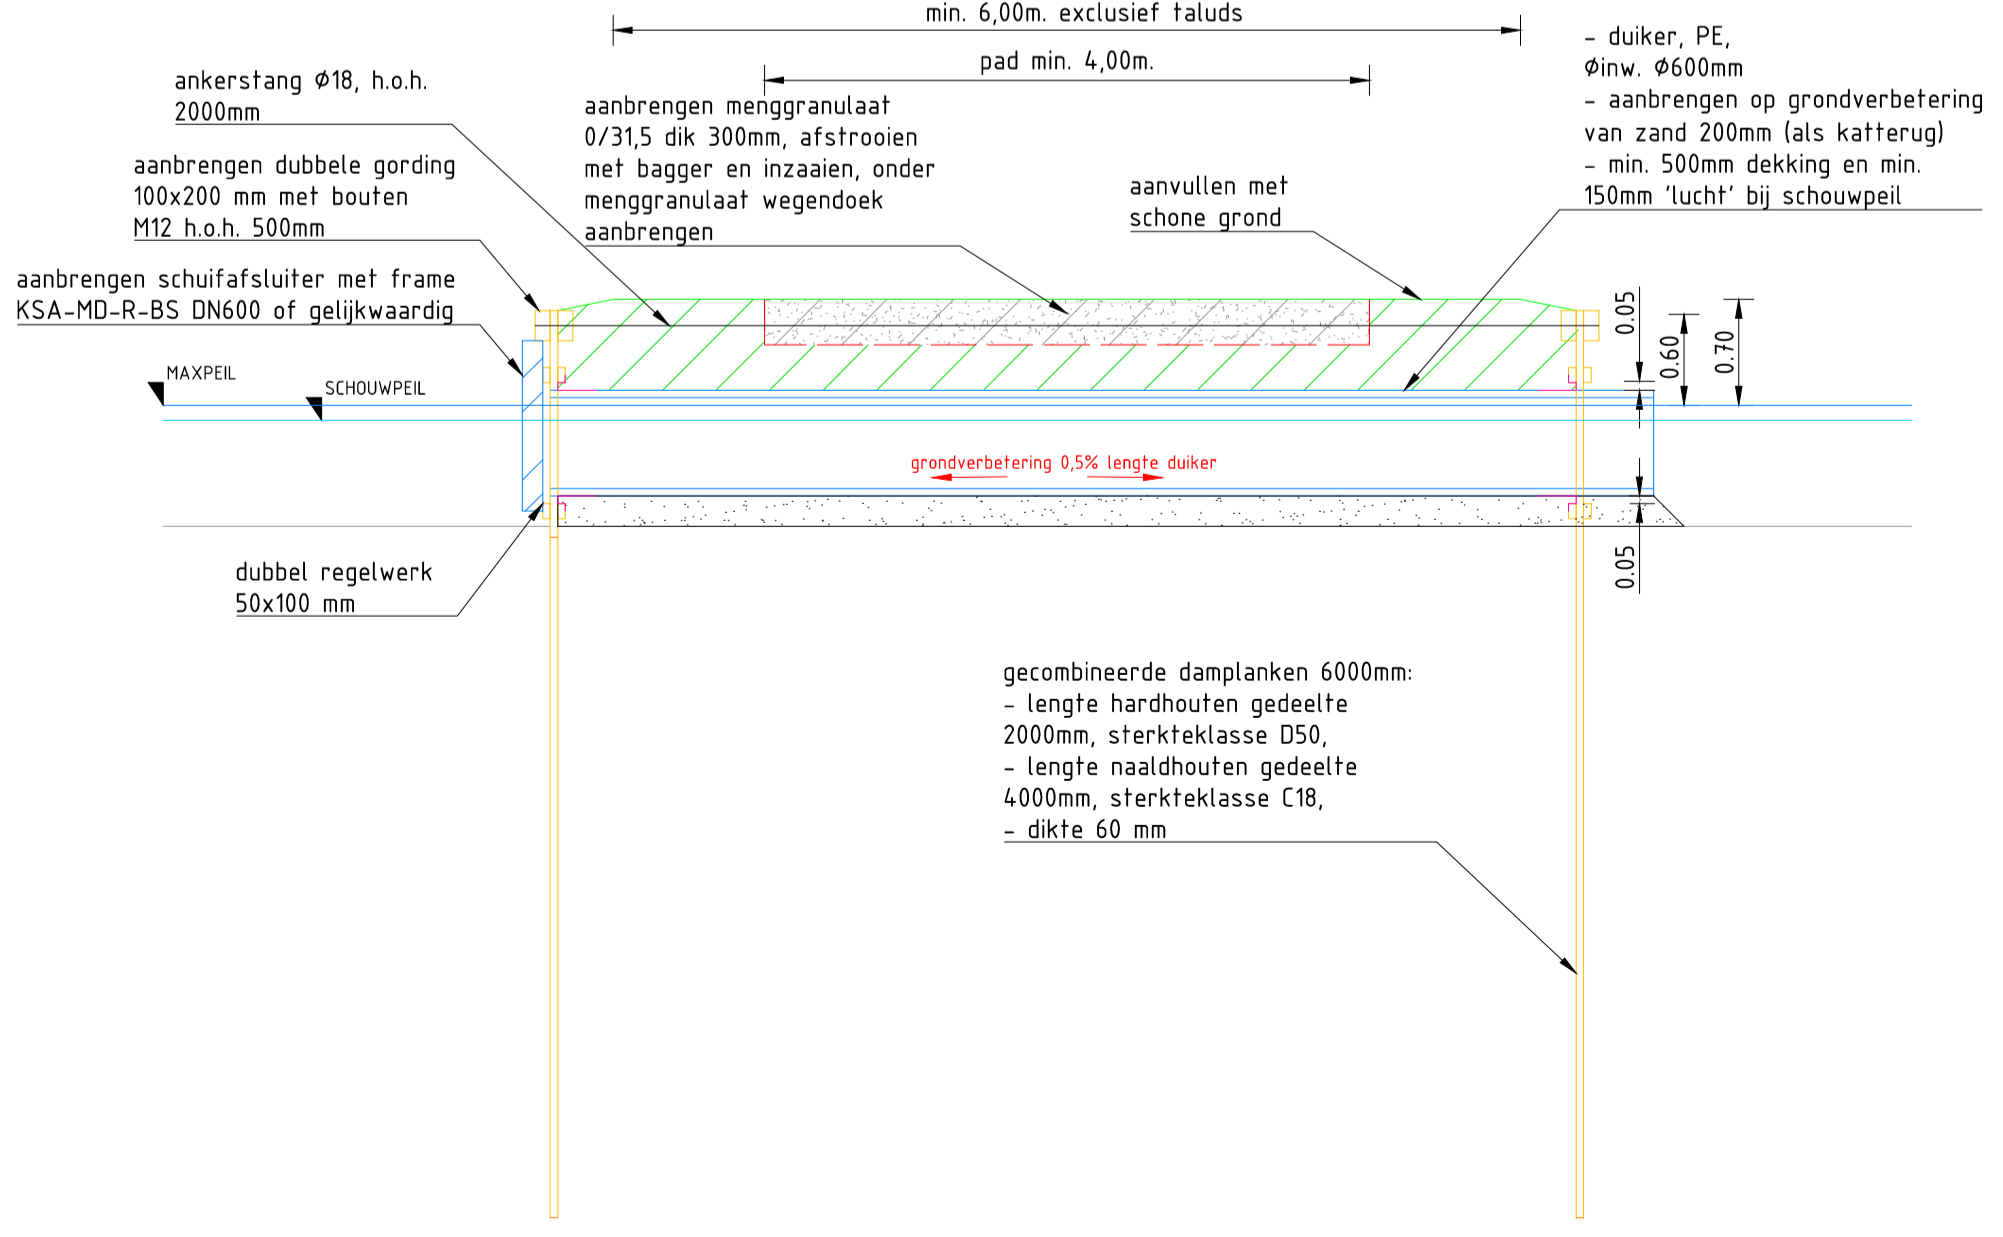 min. 6,00m. exclusief taluds
pad min. 4,00m.
ankerstang Ø18, h.o.h.
2000mm
aanbrengen dubbele gording
100x200 mm met bouten
M12 h.o.h. 500mm
aanbrengen schuifafsluiter met frame
KSA-MD-R-BS DN600 of gelijkwaardig
aanbrengen menggranulaat
0/31,5 dik 300mm, afstrooien
met bagger en inzaaien, onder
menggranulaat wegendoek
aanbrengen
aanvullen met
schone grond
- duiker, PE,
Øinw. Ø600mm
- aanbrengen op grondverbetering
van zand 200mm (als katterug)
- min. 500mm dekking en min.
150mm 'lucht' bij schouwpeil
0.05
0.60
0.70
MAXPEIL
SCHOUWPEIL
grondverbetering 0,5% lengte duiker
0.05
dubbel regelwerk
50x100 mm
gecombineerde damplanken 6000mm:
- lengte hardhouten gedeelte
2000mm, sterkteklasse D50,
- lengte naaldhouten gedeelte
4000mm, sterkteklasse C18,
- dikte 60 mm